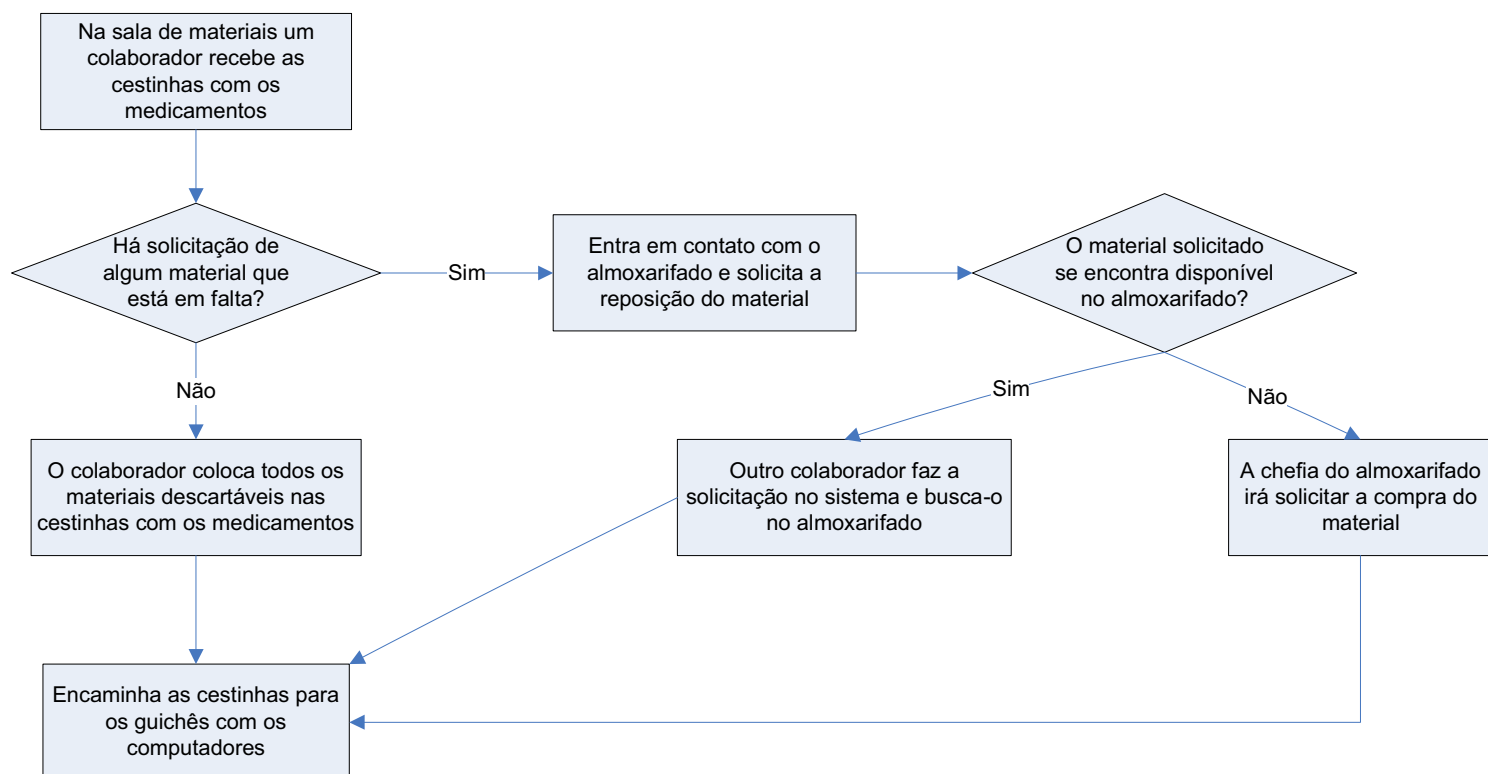 Na sala de materiais um
colaborador recebe as
cestinhas com os
medicamentos
Há solicitação de
algum material que
está em falta?
Sim
Entra em contato com o
almoxarifado e solicita a
reposição do material
O material solicitado
se encontra disponível
no almoxarifado?
Não
Sim
Não
O colaborador coloca todos os
materiais descartáveis nas
cestinhas com os medicamentos
Outro colaborador faz a
solicitação no sistema e busca-o
no almoxarifado
A chefia do almoxarifado
irá solicitar a compra do
material
Encaminha as cestinhas para
os guichês com os
computadores